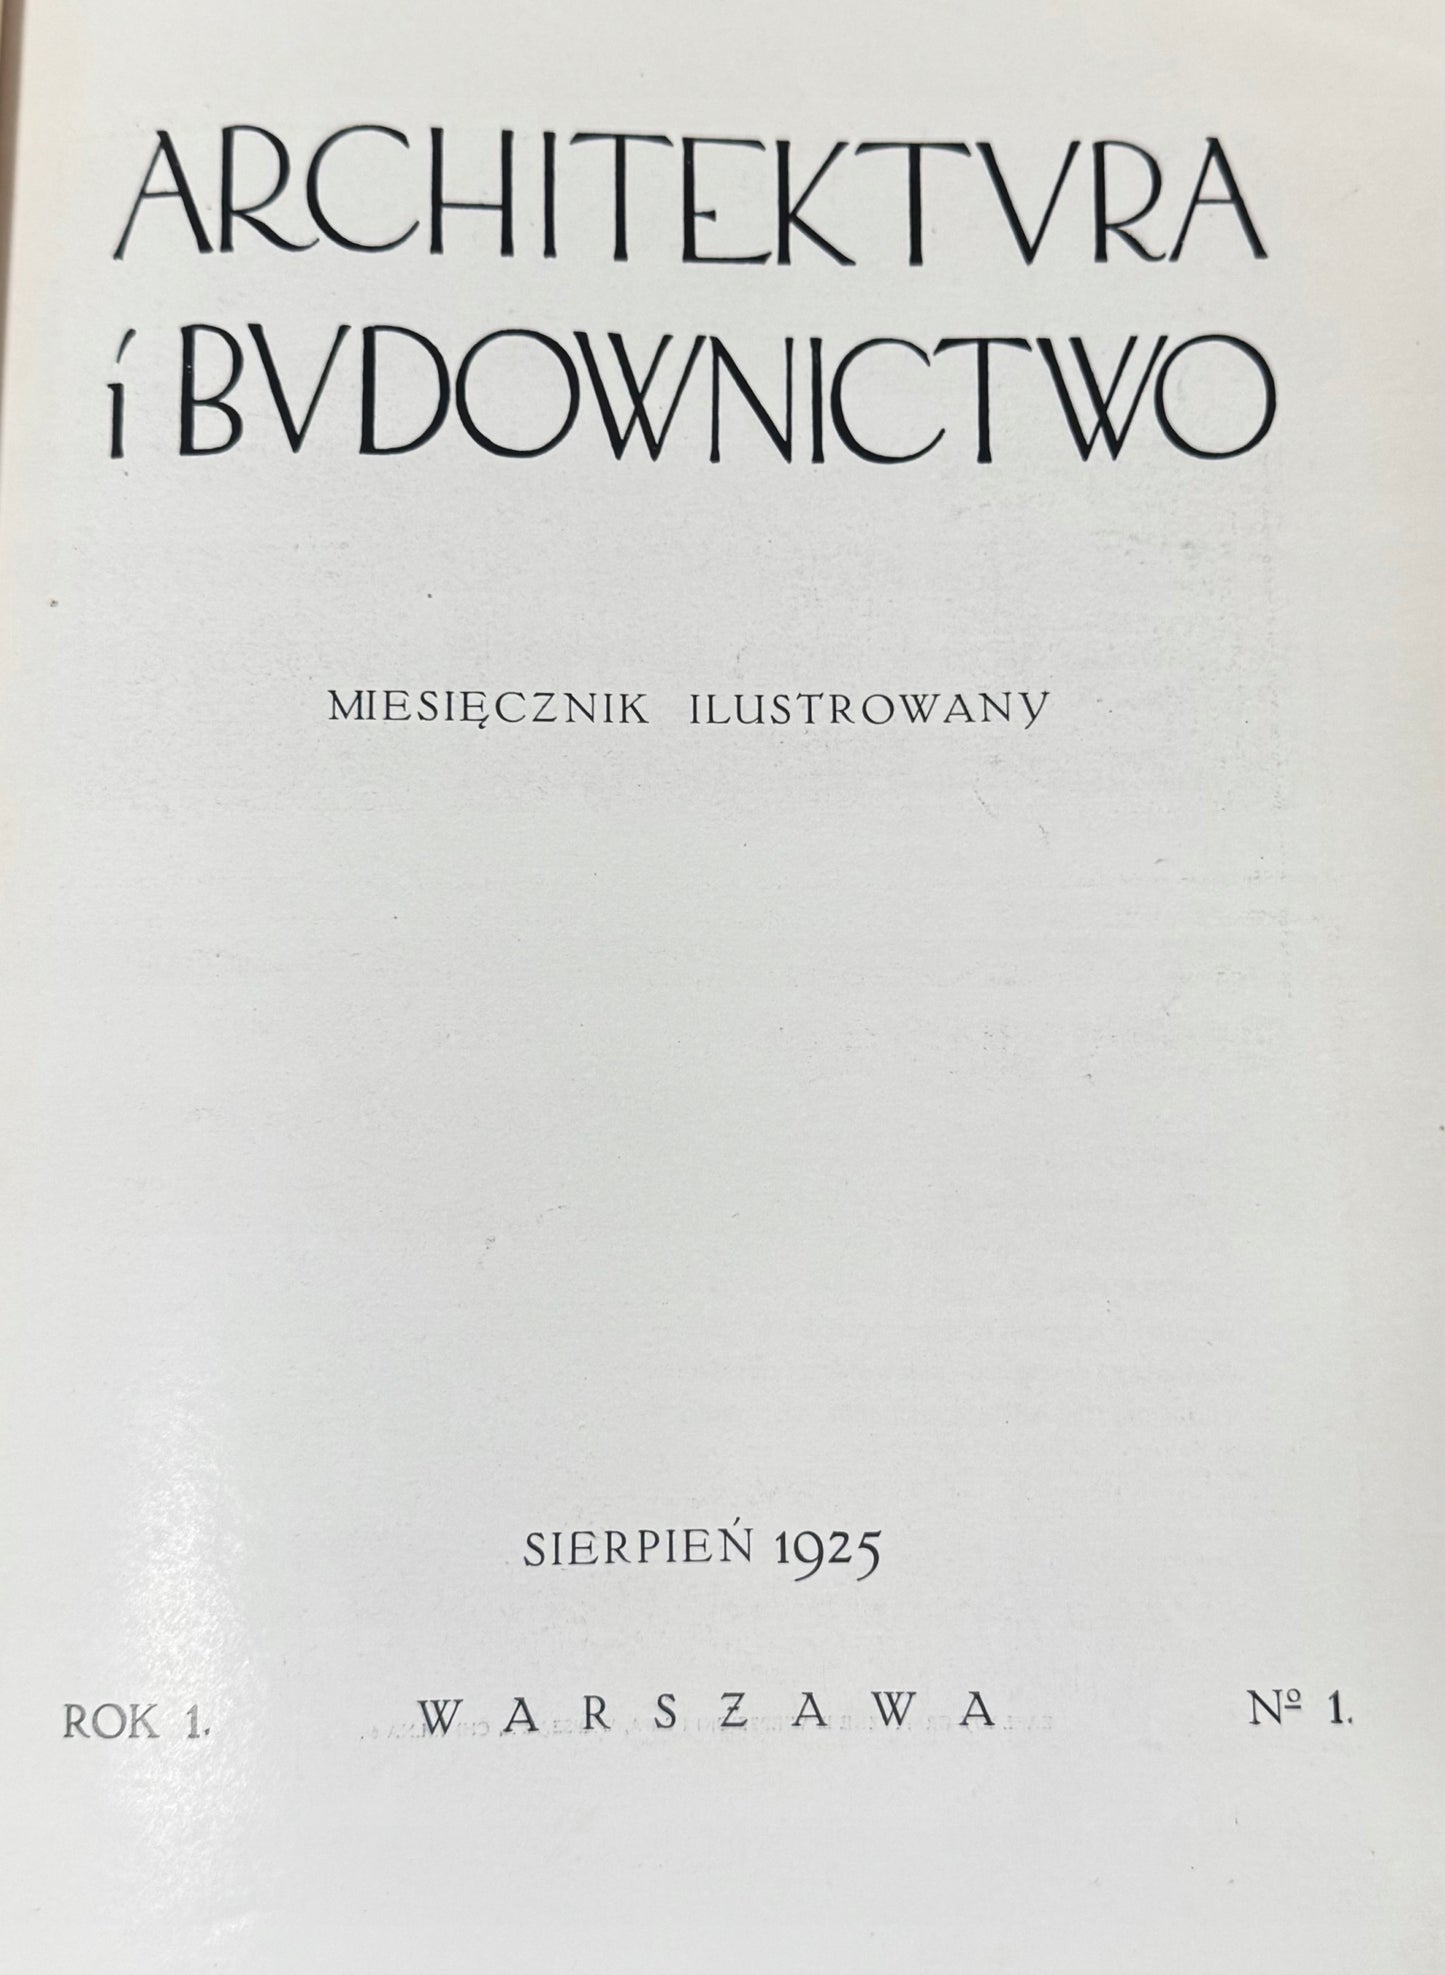 ARCHITEKTVRA
i BVDOWNICTWO
MIESIĘCZNIK ILUSTROWANY
SIERPIEŃ 1925
ROK 1. WARSZAWA Nº 1.